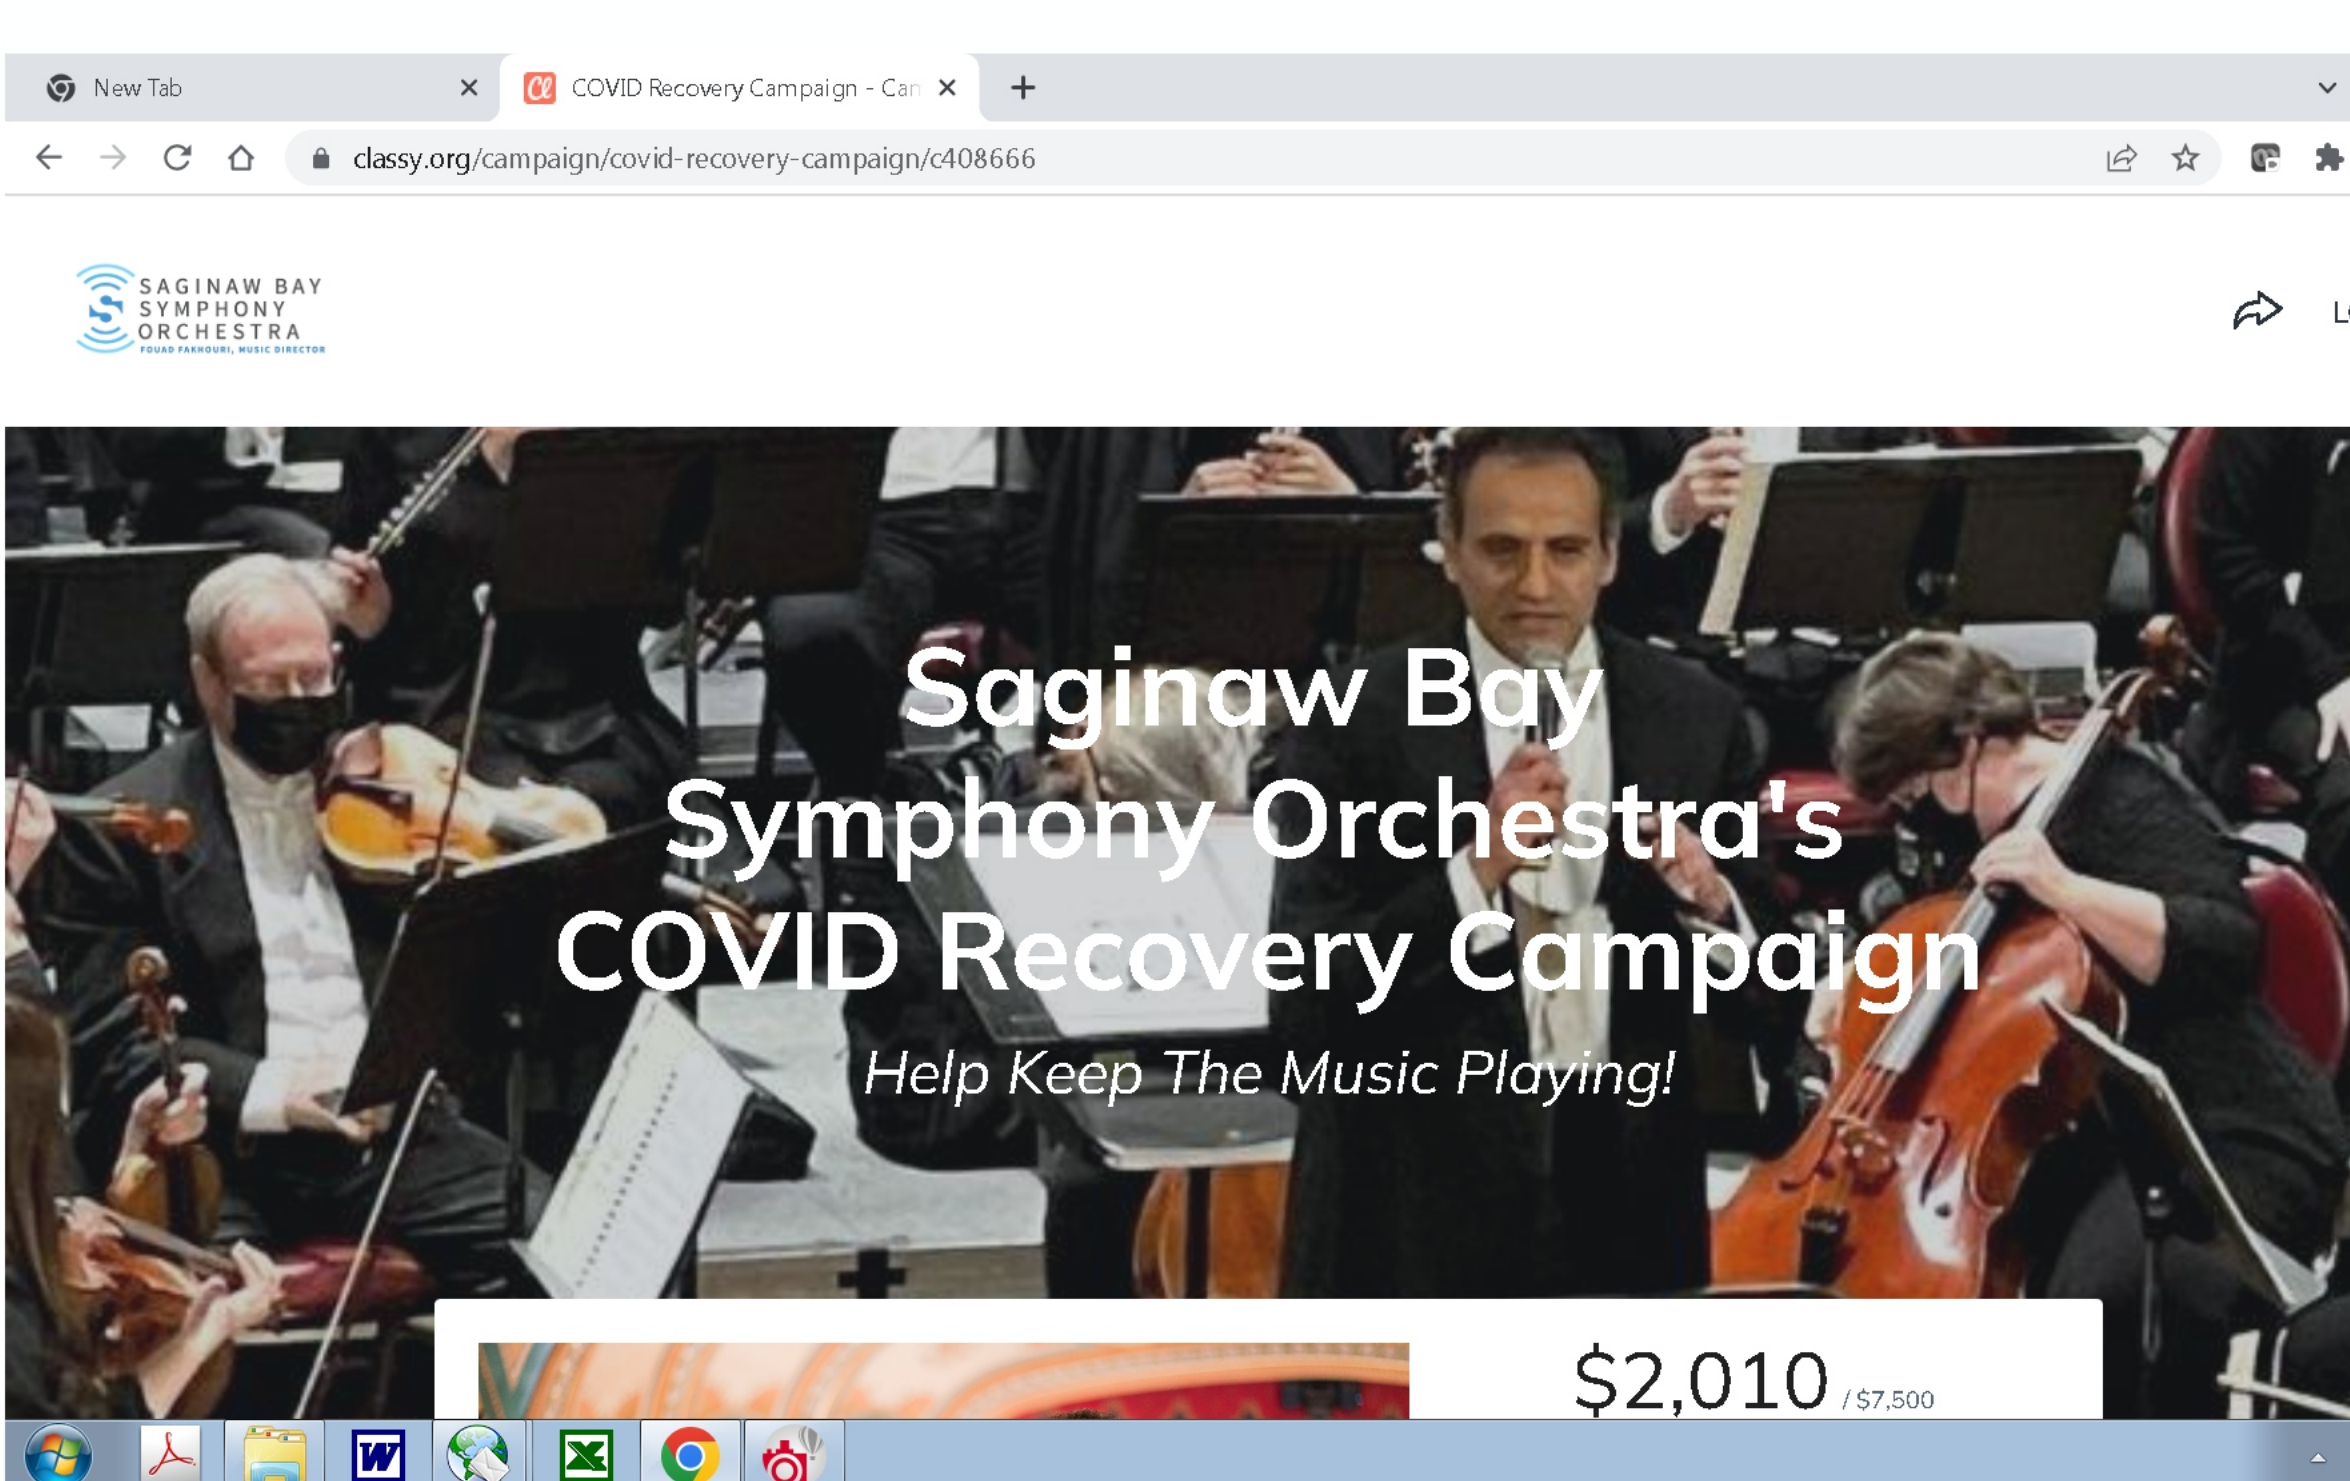 New Tab
COVID Recovery Campaign - Can
classy.org/campaign/covid-recovery-campaign/c408666
SAGINAW BAY
SYMPHONY
ORCHESTRA
FOUAD FAKHOURI, MUSIC DIRECTOR
Saginaw Bay
Symphony Orchestra's
COVID Recovery Campaign
Help Keep The Music Playing!
$2,010 / $7,500